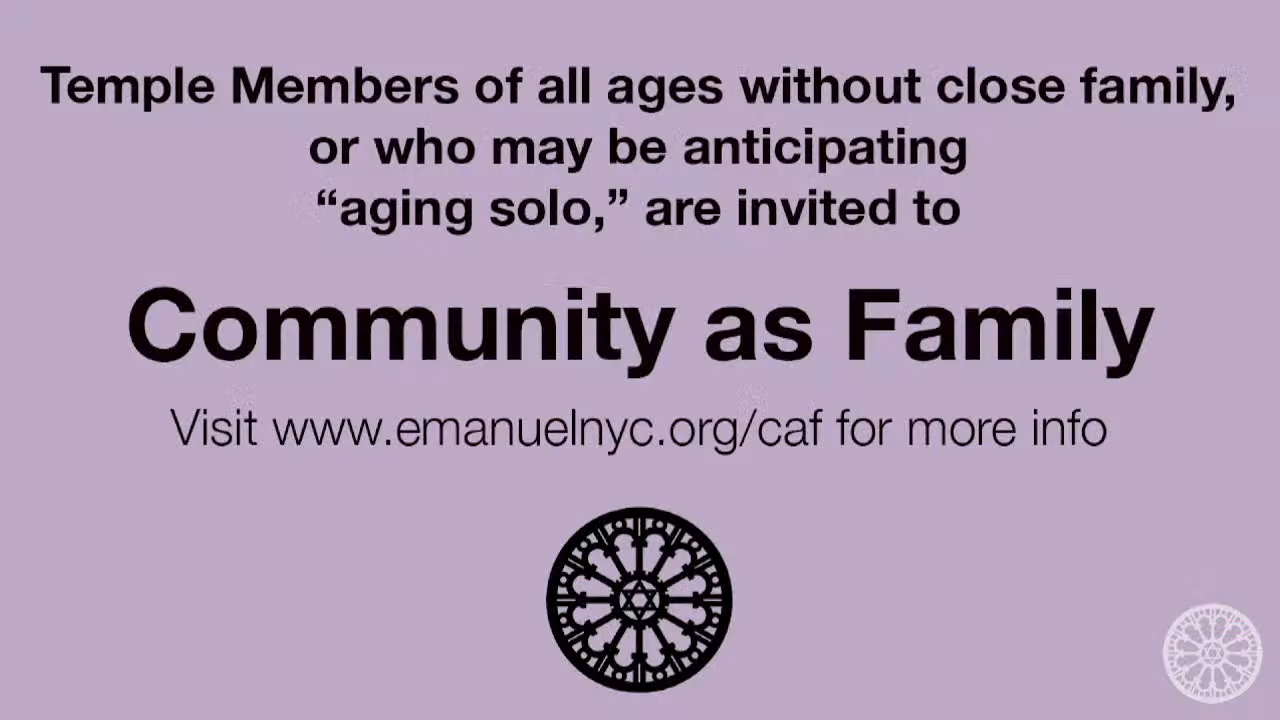 Temple Members of all ages without close family,
or who may be anticipating
“aging solo,” are invited to
Community as Family
Visit www.emanuelnyc.org/caf for more info